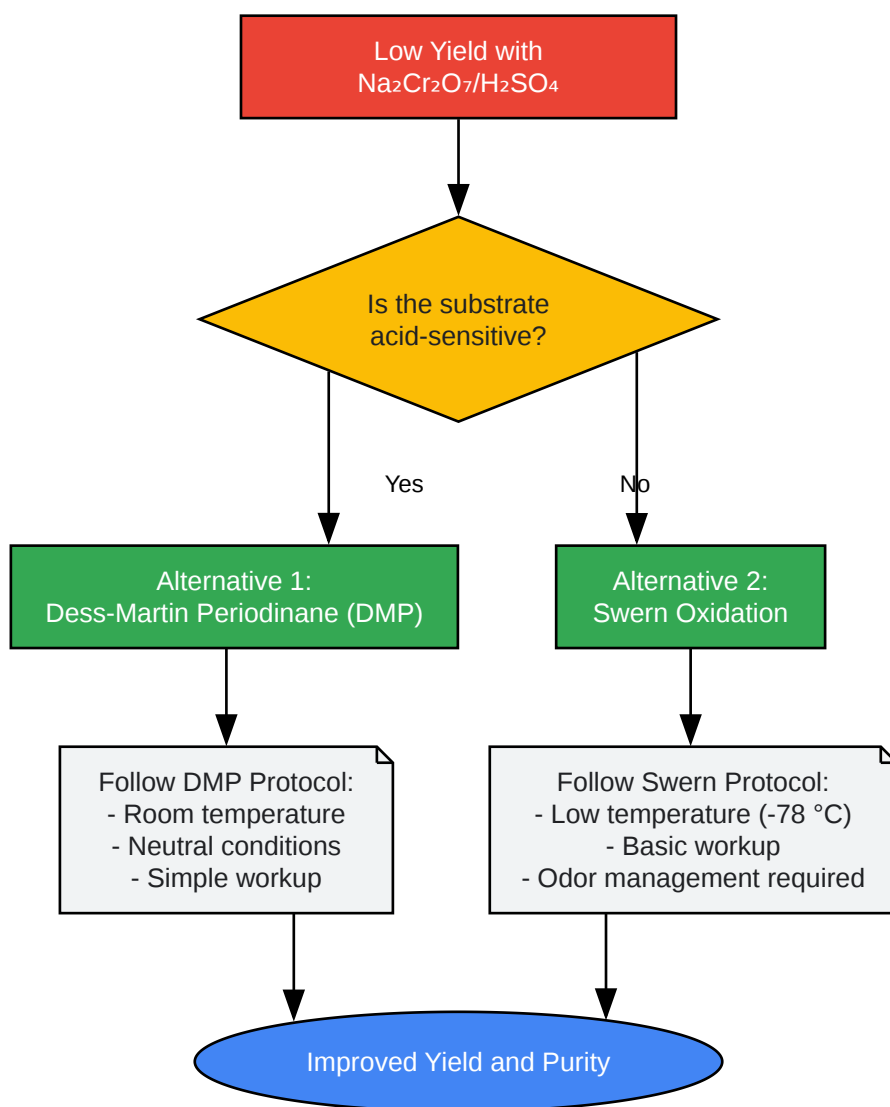 Low Yield with
Na₂Cr₂O₇/H₂SO₄
Is the substrate
acid-sensitive?
Yes
No
Alternative 1:
Dess-Martin Periodinane (DMP)
Alternative 2:
Swern Oxidation
Follow DMP Protocol:
- Room temperature
- Neutral conditions
- Simple workup
Follow Swern Protocol:
- Low temperature (-78 °C)
- Basic workup
- Odor management required
Improved Yield and Purity